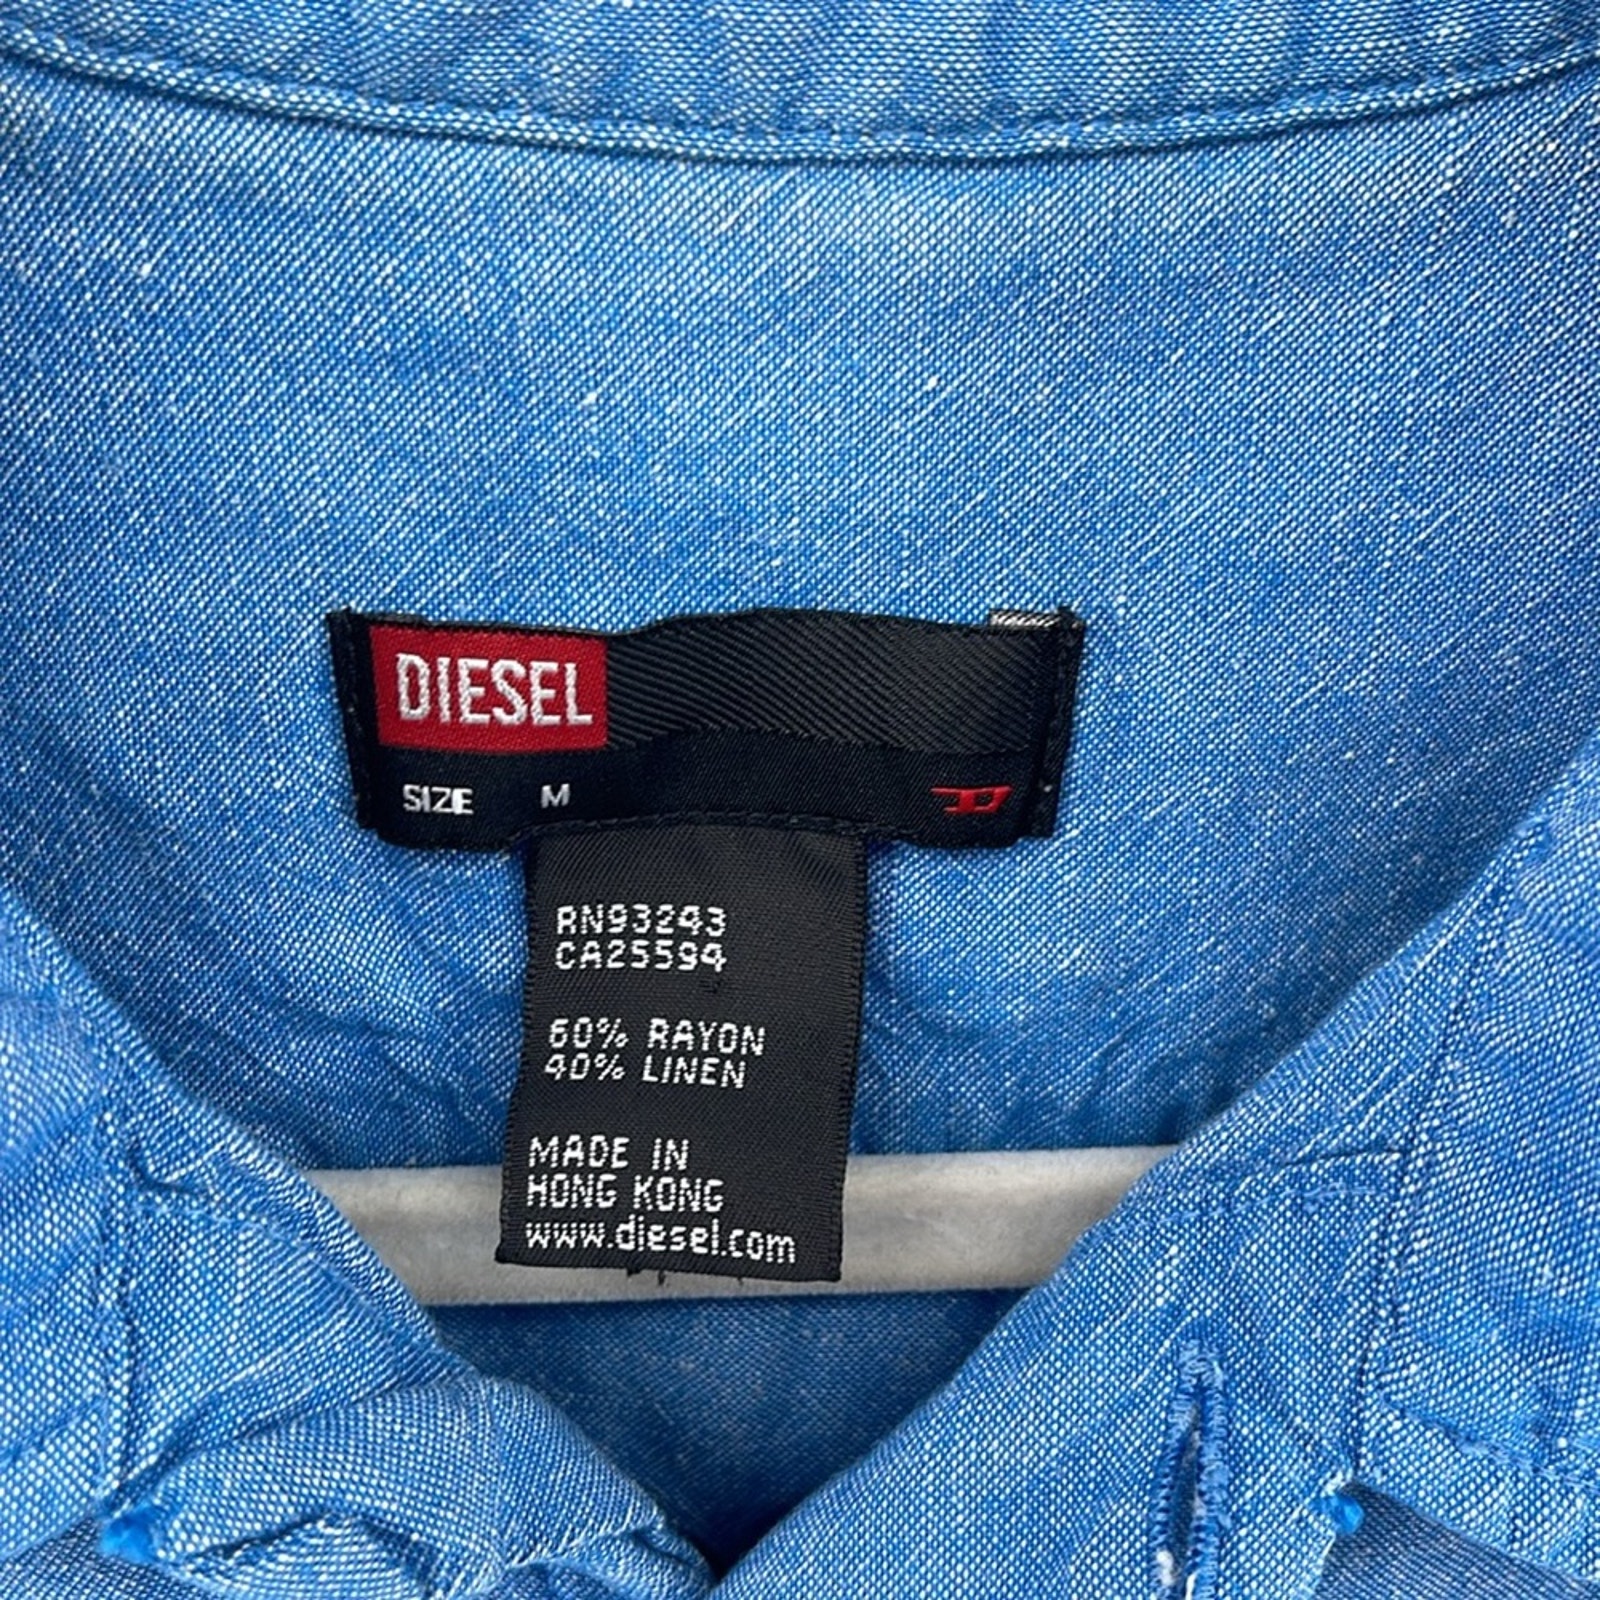 DIESEL
SIZE M
RN93243
CA25594
60% RAYON
40% LINEN
MADE IN
HONG KONG
www.diesel.com